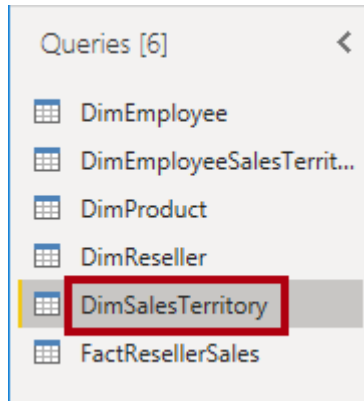 Queries [6]
DimEmployee
DimEmployeeSalesTerrit...
DimProduct
DimReseller
DimSalesTerritory
FactResellerSales